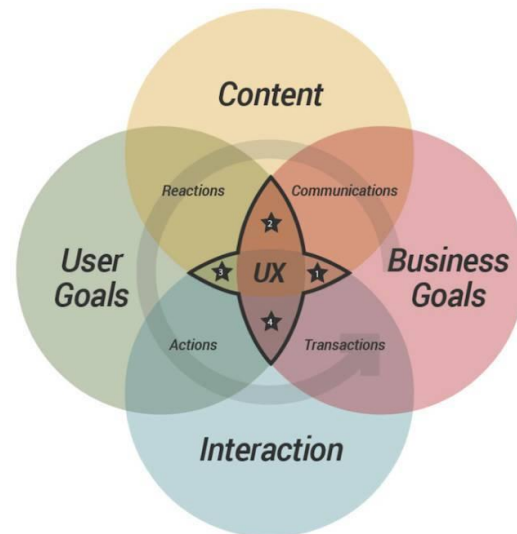 Content
Reactions
Communications
2
User
Goals
3
UX
1
Business
Goals
4
Actions
Transactions
Interaction